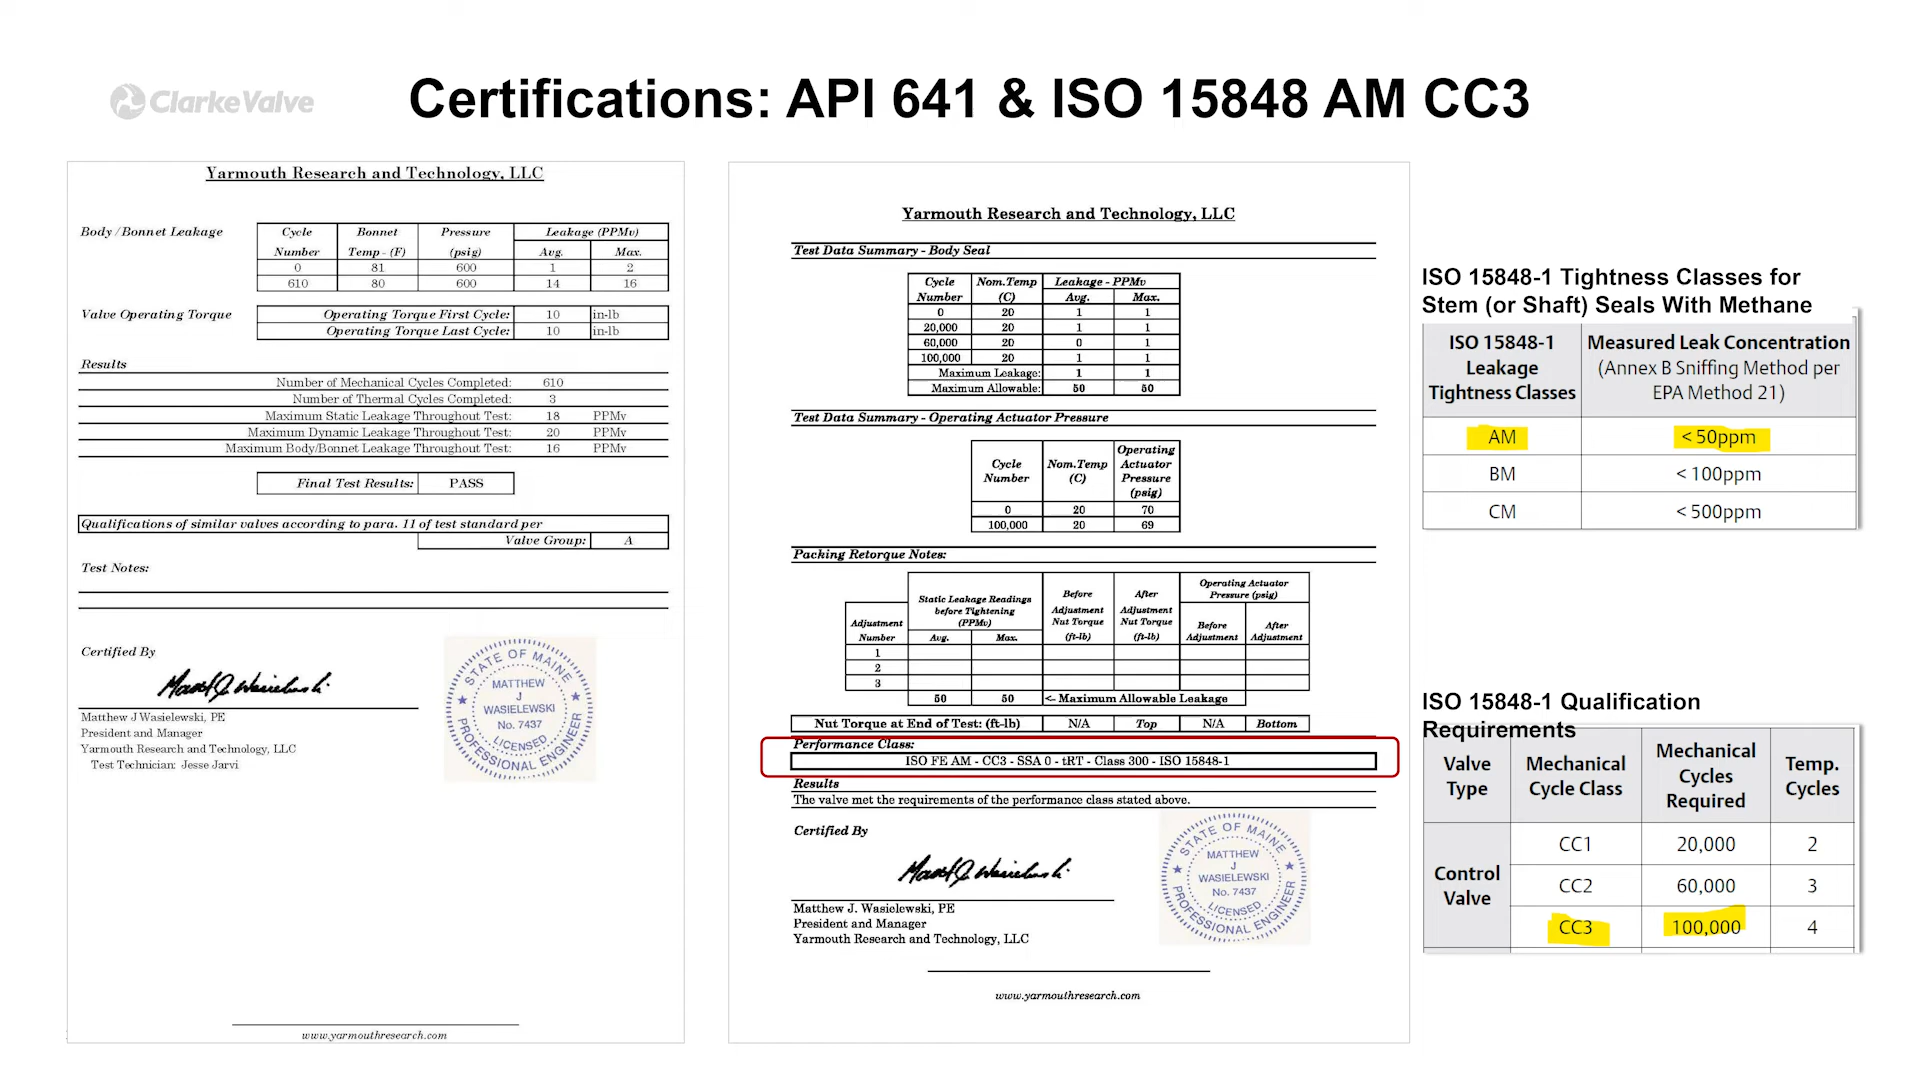 ClarkeValve
Certifications: API 641 & ISO 15848 AM CC3
Yarmouth Research and Technology, LLC
Body / Bonnet Leakage
Cycle Number Bonnet Temp - (F) Pressure (psig) Leakage (PPMv) Avg. Max.
0 81 600 1 2
610 80 600 14 16
Valve Operating Torque
Operating Torque First Cycle: 10 in-lb
Operating Torque Last Cycle: 10 in-lb
Results
Number of Mechanical Cycles Completed: 610
Number of Thermal Cycles Completed: 3
Maximum Static Leakage Throughout Test: 18 PPMv
Maximum Dynamic Leakage Throughout Test: 20 PPMv
Maximum Body/Bonnet Leakage Throughout Test: 16 PPMv
Final Test Results: PASS
Qualifications of similar valves according to para. 11 of test standard per
Valve Group: A
Test Notes:
Certified By
Matthew J Wasielewski, PE
President and Manager
Yarmouth Research and Technology, LLC
Test Technician: Jesse Jarvi
STATE OF MAINE
MATTHEW
J
WASIELEWSKI
No. 7437
LICENSED
PROFESSIONAL ENGINEER
www.yarmouthresearch.com
Yarmouth Research and Technology, LLC
Test Data Summary - Body Seal
Cycle Number Nom.Temp (C) Leakage - PPMv Avg. Max.
0 20 1 1
20,000 20 1 1
60,000 20 0 1
100,000 20 1 1
Maximum Leakage: 1 1
Maximum Allowable: 50 50
Test Data Summary - Operating Actuator Pressure
Cycle Number Nom.Temp (C) Operating Actuator Pressure (psig)
0 20 70
100,000 20 69
Packing Retorque Notes:
Adjustment Number Static Leakage Readings before Tightening (PPMv) Avg. Max. Before Adjustment Nut Torque (ft-lb) After Adjustment Nut Torque (ft-lb) Operating Actuator Pressure (psig) Before Adjustment After Adjustment
1
2
3
50 50 <- Maximum Allowable Leakage
Nut Torque at End of Test: (ft-lb) N/A Top N/A Bottom
Performance Class:
ISO FE AM - CC3 - SSA 0 - tRT - Class 300 - ISO 15848-1
Results
The valve met the requirements of the performance class stated above.
Certified By
Matthew J. Wasielewski, PE
President and Manager
Yarmouth Research and Technology, LLC
STATE OF MAINE
MATTHEW
J
WASIELEWSKI
No. 7437
LICENSED
PROFESSIONAL ENGINEER
www.yarmouthresearch.com
ISO 15848-1 Tightness Classes for
Stem (or Shaft) Seals With Methane
ISO 15848-1 Leakage Tightness Classes Measured Leak Concentration (Annex B Sniffing Method per EPA Method 21)
AM < 50ppm
BM < 100ppm
CM < 500ppm
ISO 15848-1 Qualification
Requirements
Valve Type Mechanical Cycle Class Mechanical Cycles Required Temp. Cycles
Control Valve
CC1 20,000 2
CC2 60,000 3
CC3 100,000 4